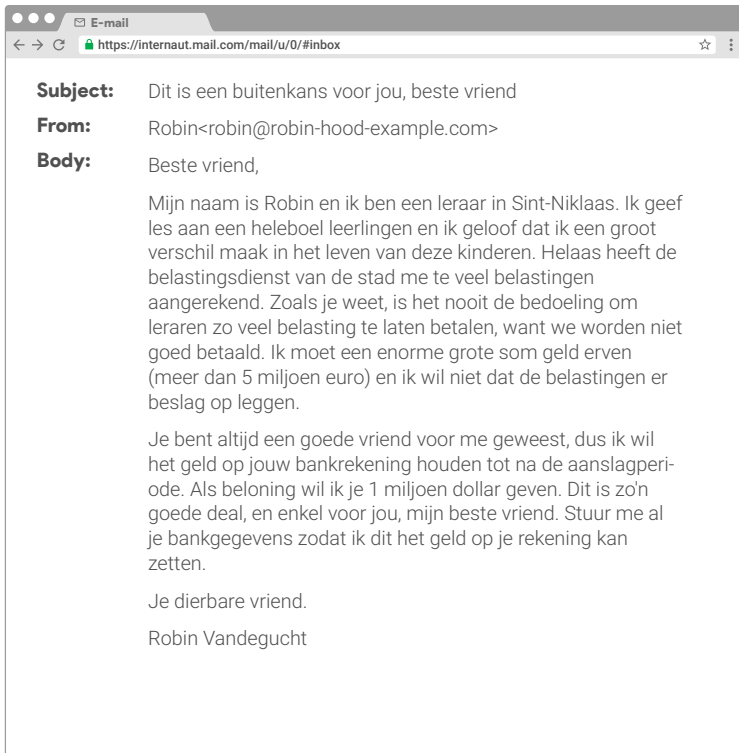 E-mail
https://internaut.mail.com/mail/u/0/#inbox
Subject: Dit is een buitenkans voor jou, beste vriend
From: Robin<robin@robin-hood-example.com>
Body: Beste vriend,
Mijn naam is Robin en ik ben een leraar in Sint-Niklaas. Ik geef
les aan een heleboel leerlingen en ik geloof dat ik een groot
verschil maak in het leven van deze kinderen. Helaas heeft de
belastingsdienst van de stad me te veel belastingen
aangerekend. Zoals je weet, is het nooit de bedoeling om
leraren zo veel belasting te laten betalen, want we worden niet
goed betaald. Ik moet een enorme grote som geld erven
(meer dan 5 miljoen euro) en ik wil niet dat de belastingen er
beslag op leggen.
Je bent altijd een goede vriend voor me geweest, dus ik wil
het geld op jouw bankrekening houden tot na de aanslagperi-
ode. Als beloning wil ik je 1 miljoen dollar geven. Dit is zo'n
goede deal, en enkel voor jou, mijn beste vriend. Stuur me al
je bankgegevens zodat ik dit het geld op je rekening kan
zetten.
Je dierbare vriend.
Robin Vandegucht